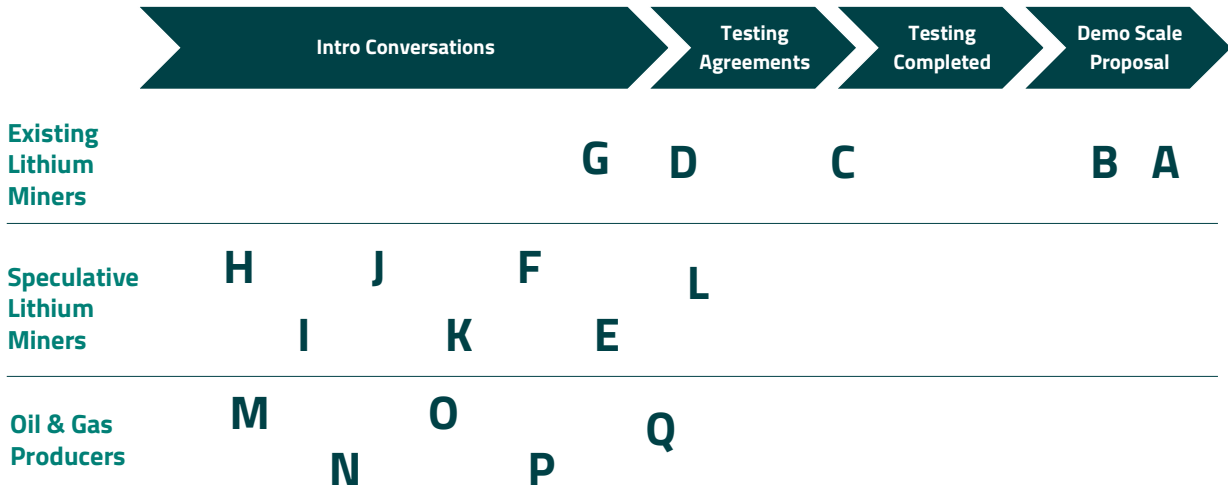 Intro Conversations
Testing
Agreements
Testing
Completed
Demo Scale
Proposal
Existing
Lithium
Miners
G D C B A
Speculative
Lithium
Miners
H J F L
I K E
Oil & Gas
Producers
M O Q
N P